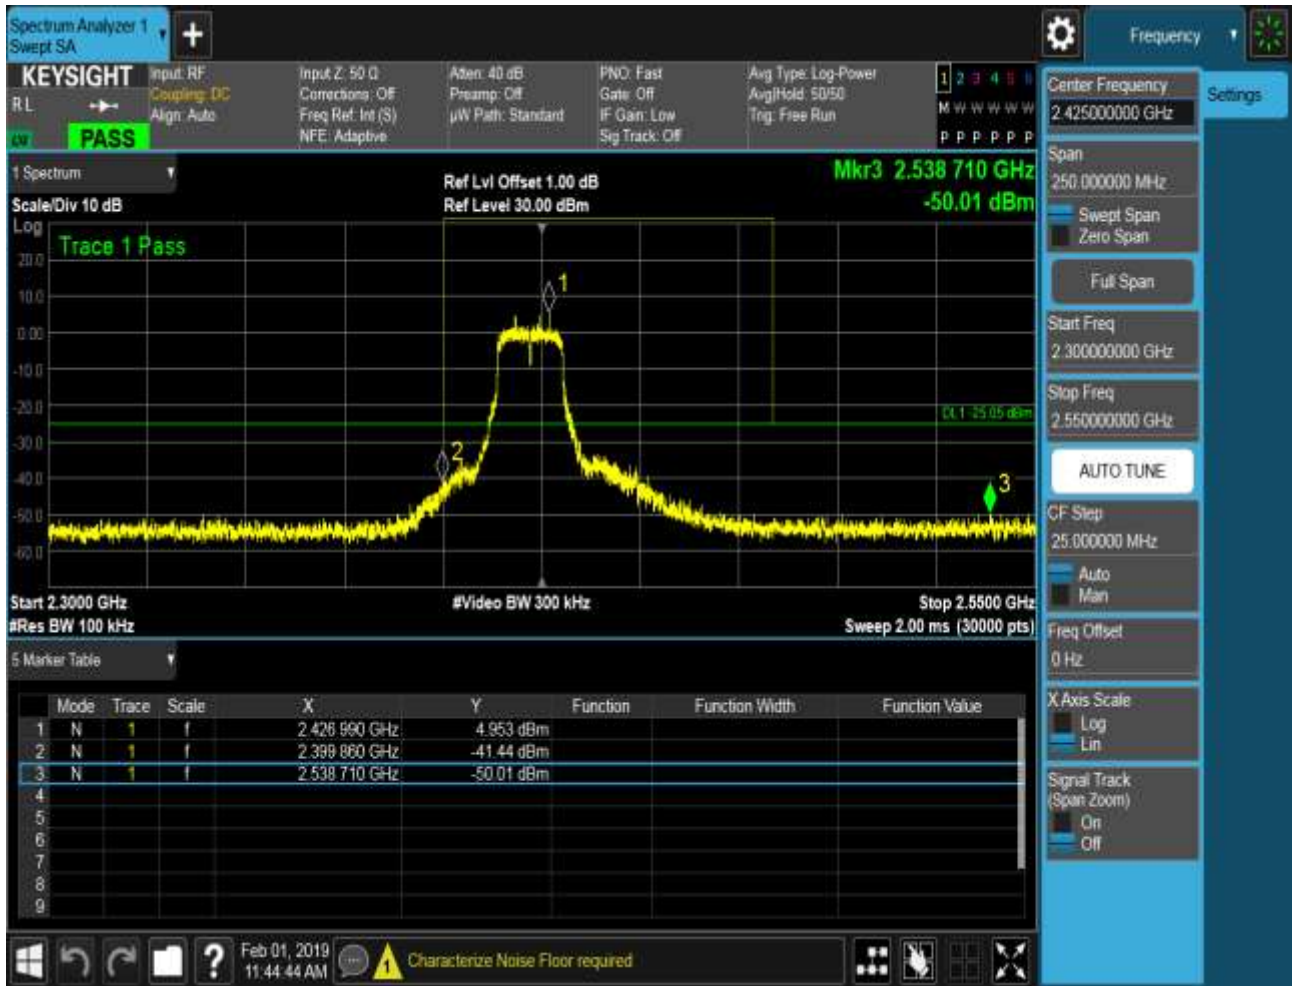 Spectrum Analyzer 1
Swept SA
Frequency
KEYSIGHT
Input: RF
Coupling: DC
Align: Auto
Input Z: 50 Ω
Corrections: Off
Freq Ref: Int (S)
NFE: Adaptive
Atten: 40 dB
Preamp: Off
µW Path: Standard
PNO: Fast
Gate: Off
IF Gain: Low
Sig Track: Off
Avg Type: Log-Power
Avg|Hold: 50/50
Trig: Free Run
1 2 3 4 5 6
M W W W W W
P P P P P P
R L
PASS
1 Spectrum
Scale/Div 10 dB
Ref Lvl Offset 1.00 dB
Ref Level 30.00 dBm
Mkr3 2.538 710 GHz
-50.01 dBm
Log
Trace 1 Pass
20.0
10.0
0.00
-10.0
-20.0
-30.0
-40.0
-50.0
-60.0
1
2
3
DL1 -25.05 dBm
Start 2.3000 GHz
#Video BW 300 kHz
Stop 2.5500 GHz
#Res BW 100 kHz
Sweep 2.00 ms (30000 pts)
5 Marker Table
Mode Trace Scale X Y Function Function Width Function Value
1 N 1 f 2.426 990 GHz 4.953 dBm
2 N 1 f 2.399 860 GHz -41.44 dBm
3 N 1 f 2.538 710 GHz -50.01 dBm
4
5
6
7
8
9
Feb 01, 2019
11:44:44 AM
1
Characterize Noise Floor required
Settings
Center Frequency
2.425000000 GHz
Span
250.000000 MHz
Swept Span
Zero Span
Full Span
Start Freq
2.300000000 GHz
Stop Freq
2.550000000 GHz
AUTO TUNE
CF Step
25.000000 MHz
Auto
Man
Freq Offset
0 Hz
X Axis Scale
Log
Lin
Signal Track
(Span Zoom)
On
Off